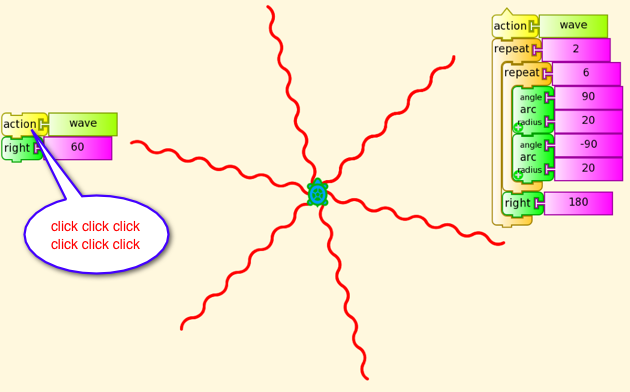 action wave
right 60
click click click
click click click
action wave
repeat 2
repeat 6
angle 90
arc
radius 20
angle -90
arc
radius 20
right 180